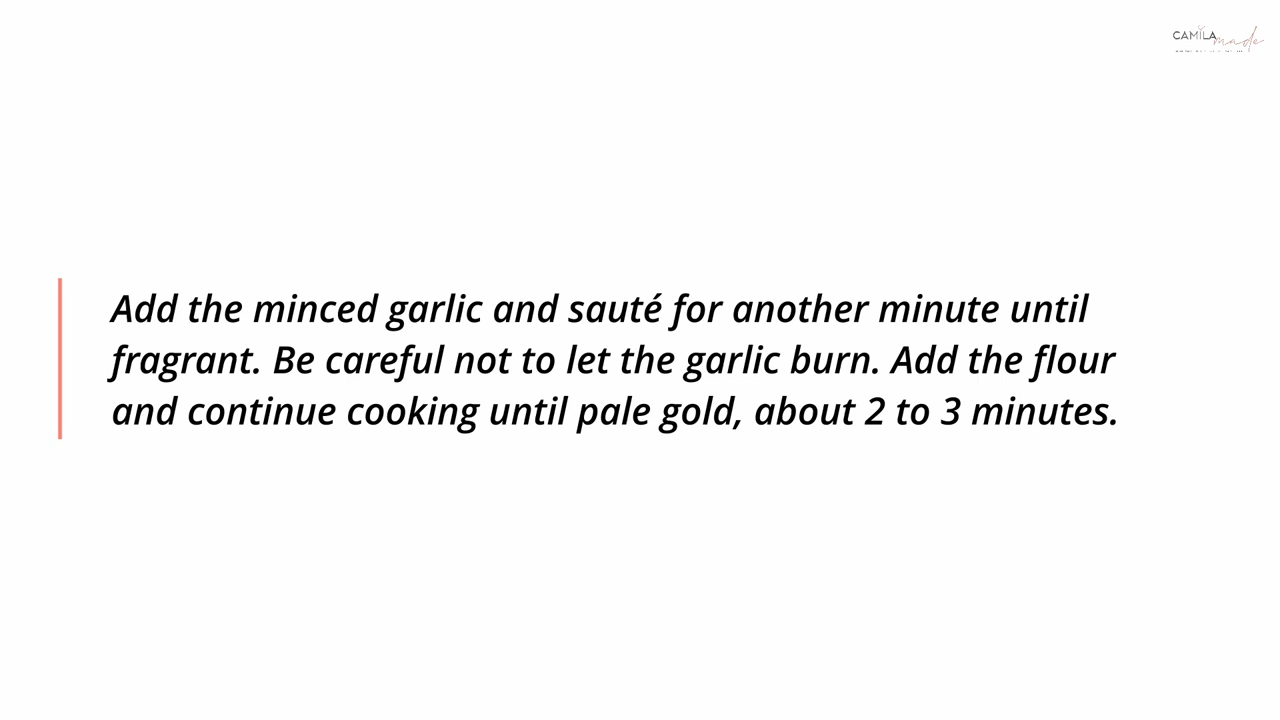 CAMILA made
Add the minced garlic and sauté for another minute until
fragrant. Be careful not to let the garlic burn. Add the flour
and continue cooking until pale gold, about 2 to 3 minutes.